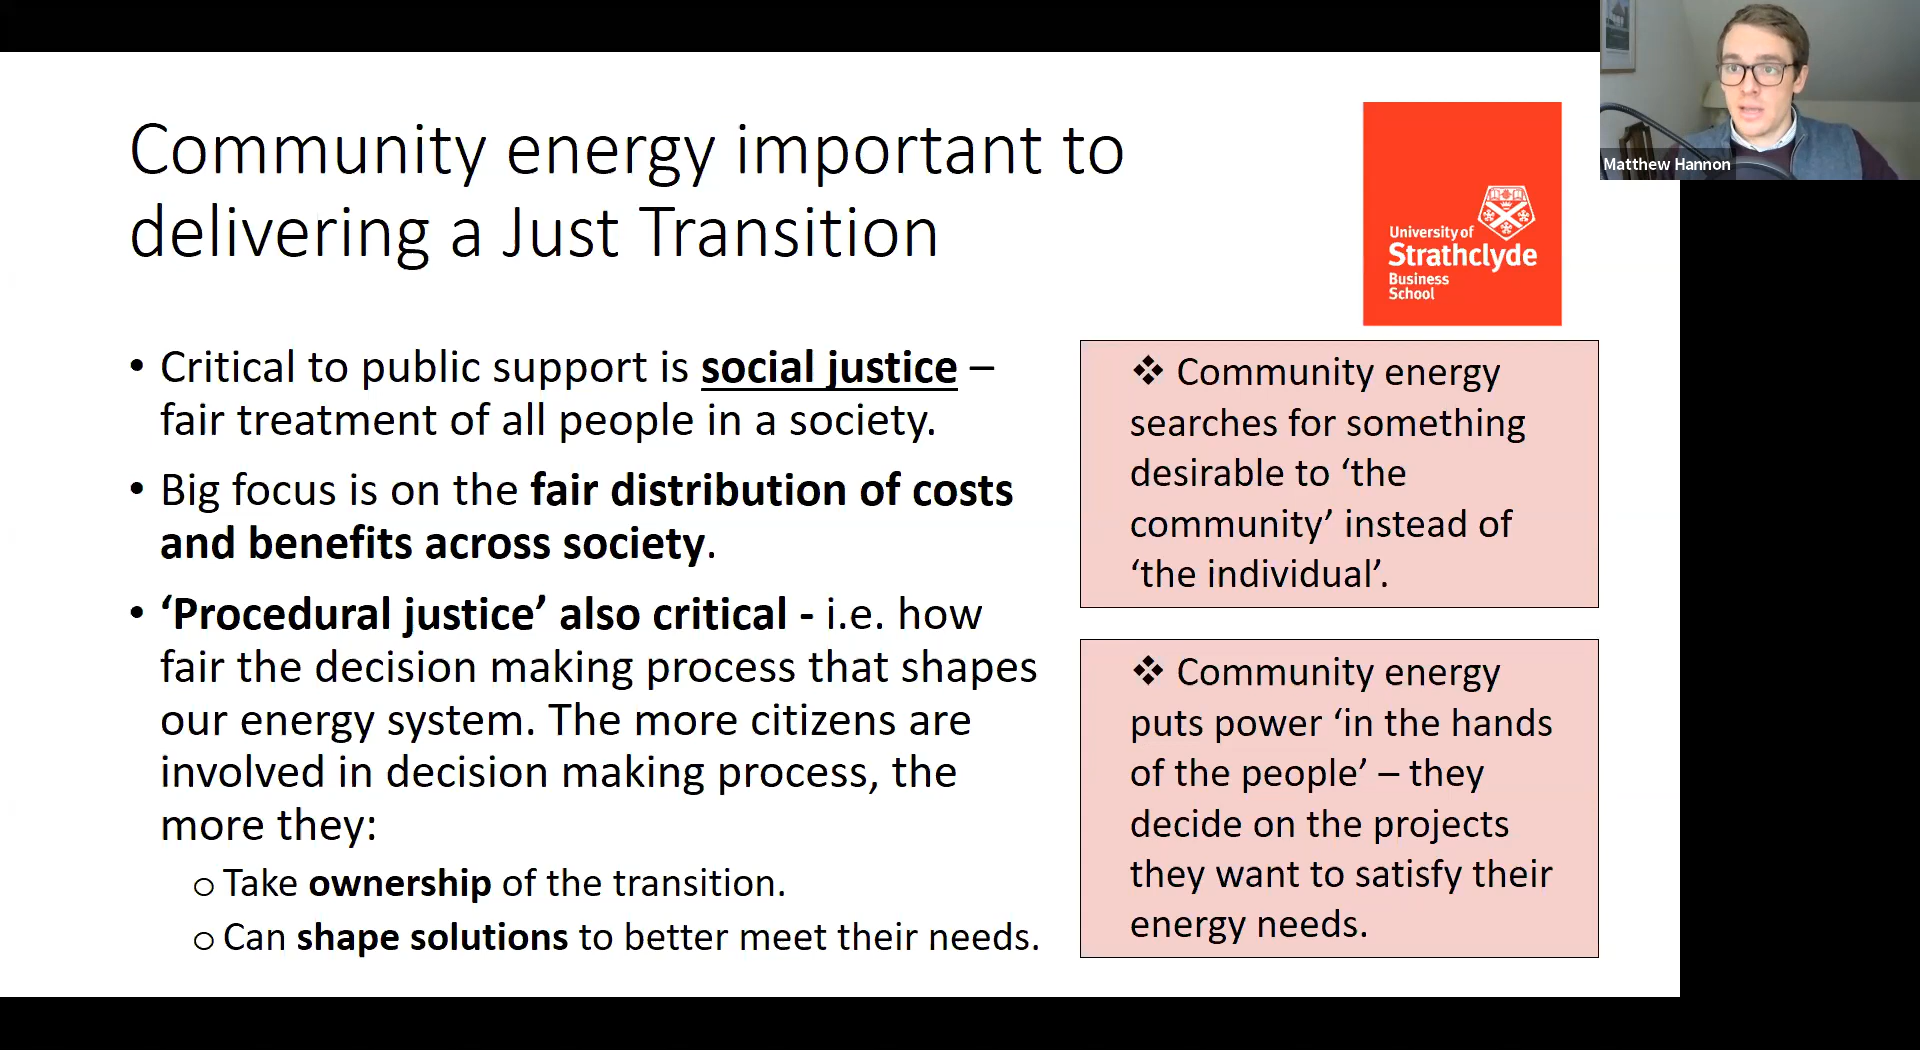 Community energy important to
delivering a Just Transition
University of
Strathclyde
Business
School
Matthew Hannon
• Critical to public support is social justice –
fair treatment of all people in a society.
• Big focus is on the fair distribution of costs
and benefits across society.
• ‘Procedural justice’ also critical - i.e. how
fair the decision making process that shapes
our energy system. The more citizens are
involved in decision making process, the
more they:
o Take ownership of the transition.
o Can shape solutions to better meet their needs.
❖ Community energy
searches for something
desirable to ‘the
community’ instead of
‘the individual’.
❖ Community energy
puts power ‘in the hands
of the people’ – they
decide on the projects
they want to satisfy their
energy needs.